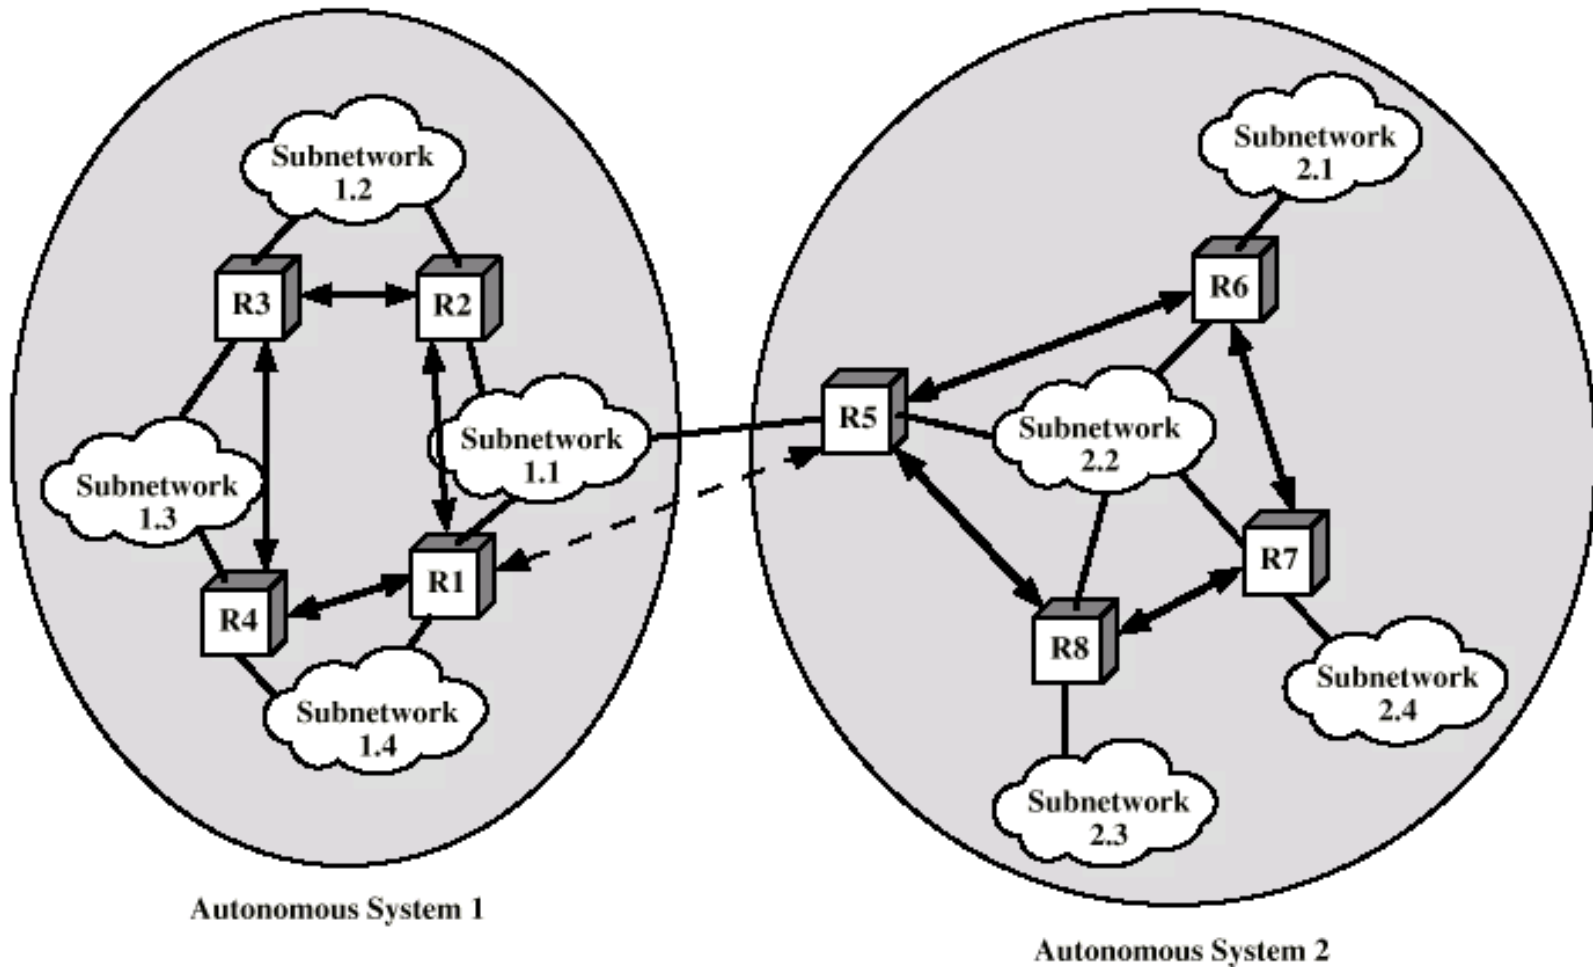 Subnetwork
1.2
R3
R2
Subnetwork
1.1
Subnetwork
1.3
R1
R4
Subnetwork
1.4
Autonomous System 1
Subnetwork
2.1
R6
R5
Subnetwork
2.2
R7
R8
Subnetwork
2.4
Subnetwork
2.3
Autonomous System 2